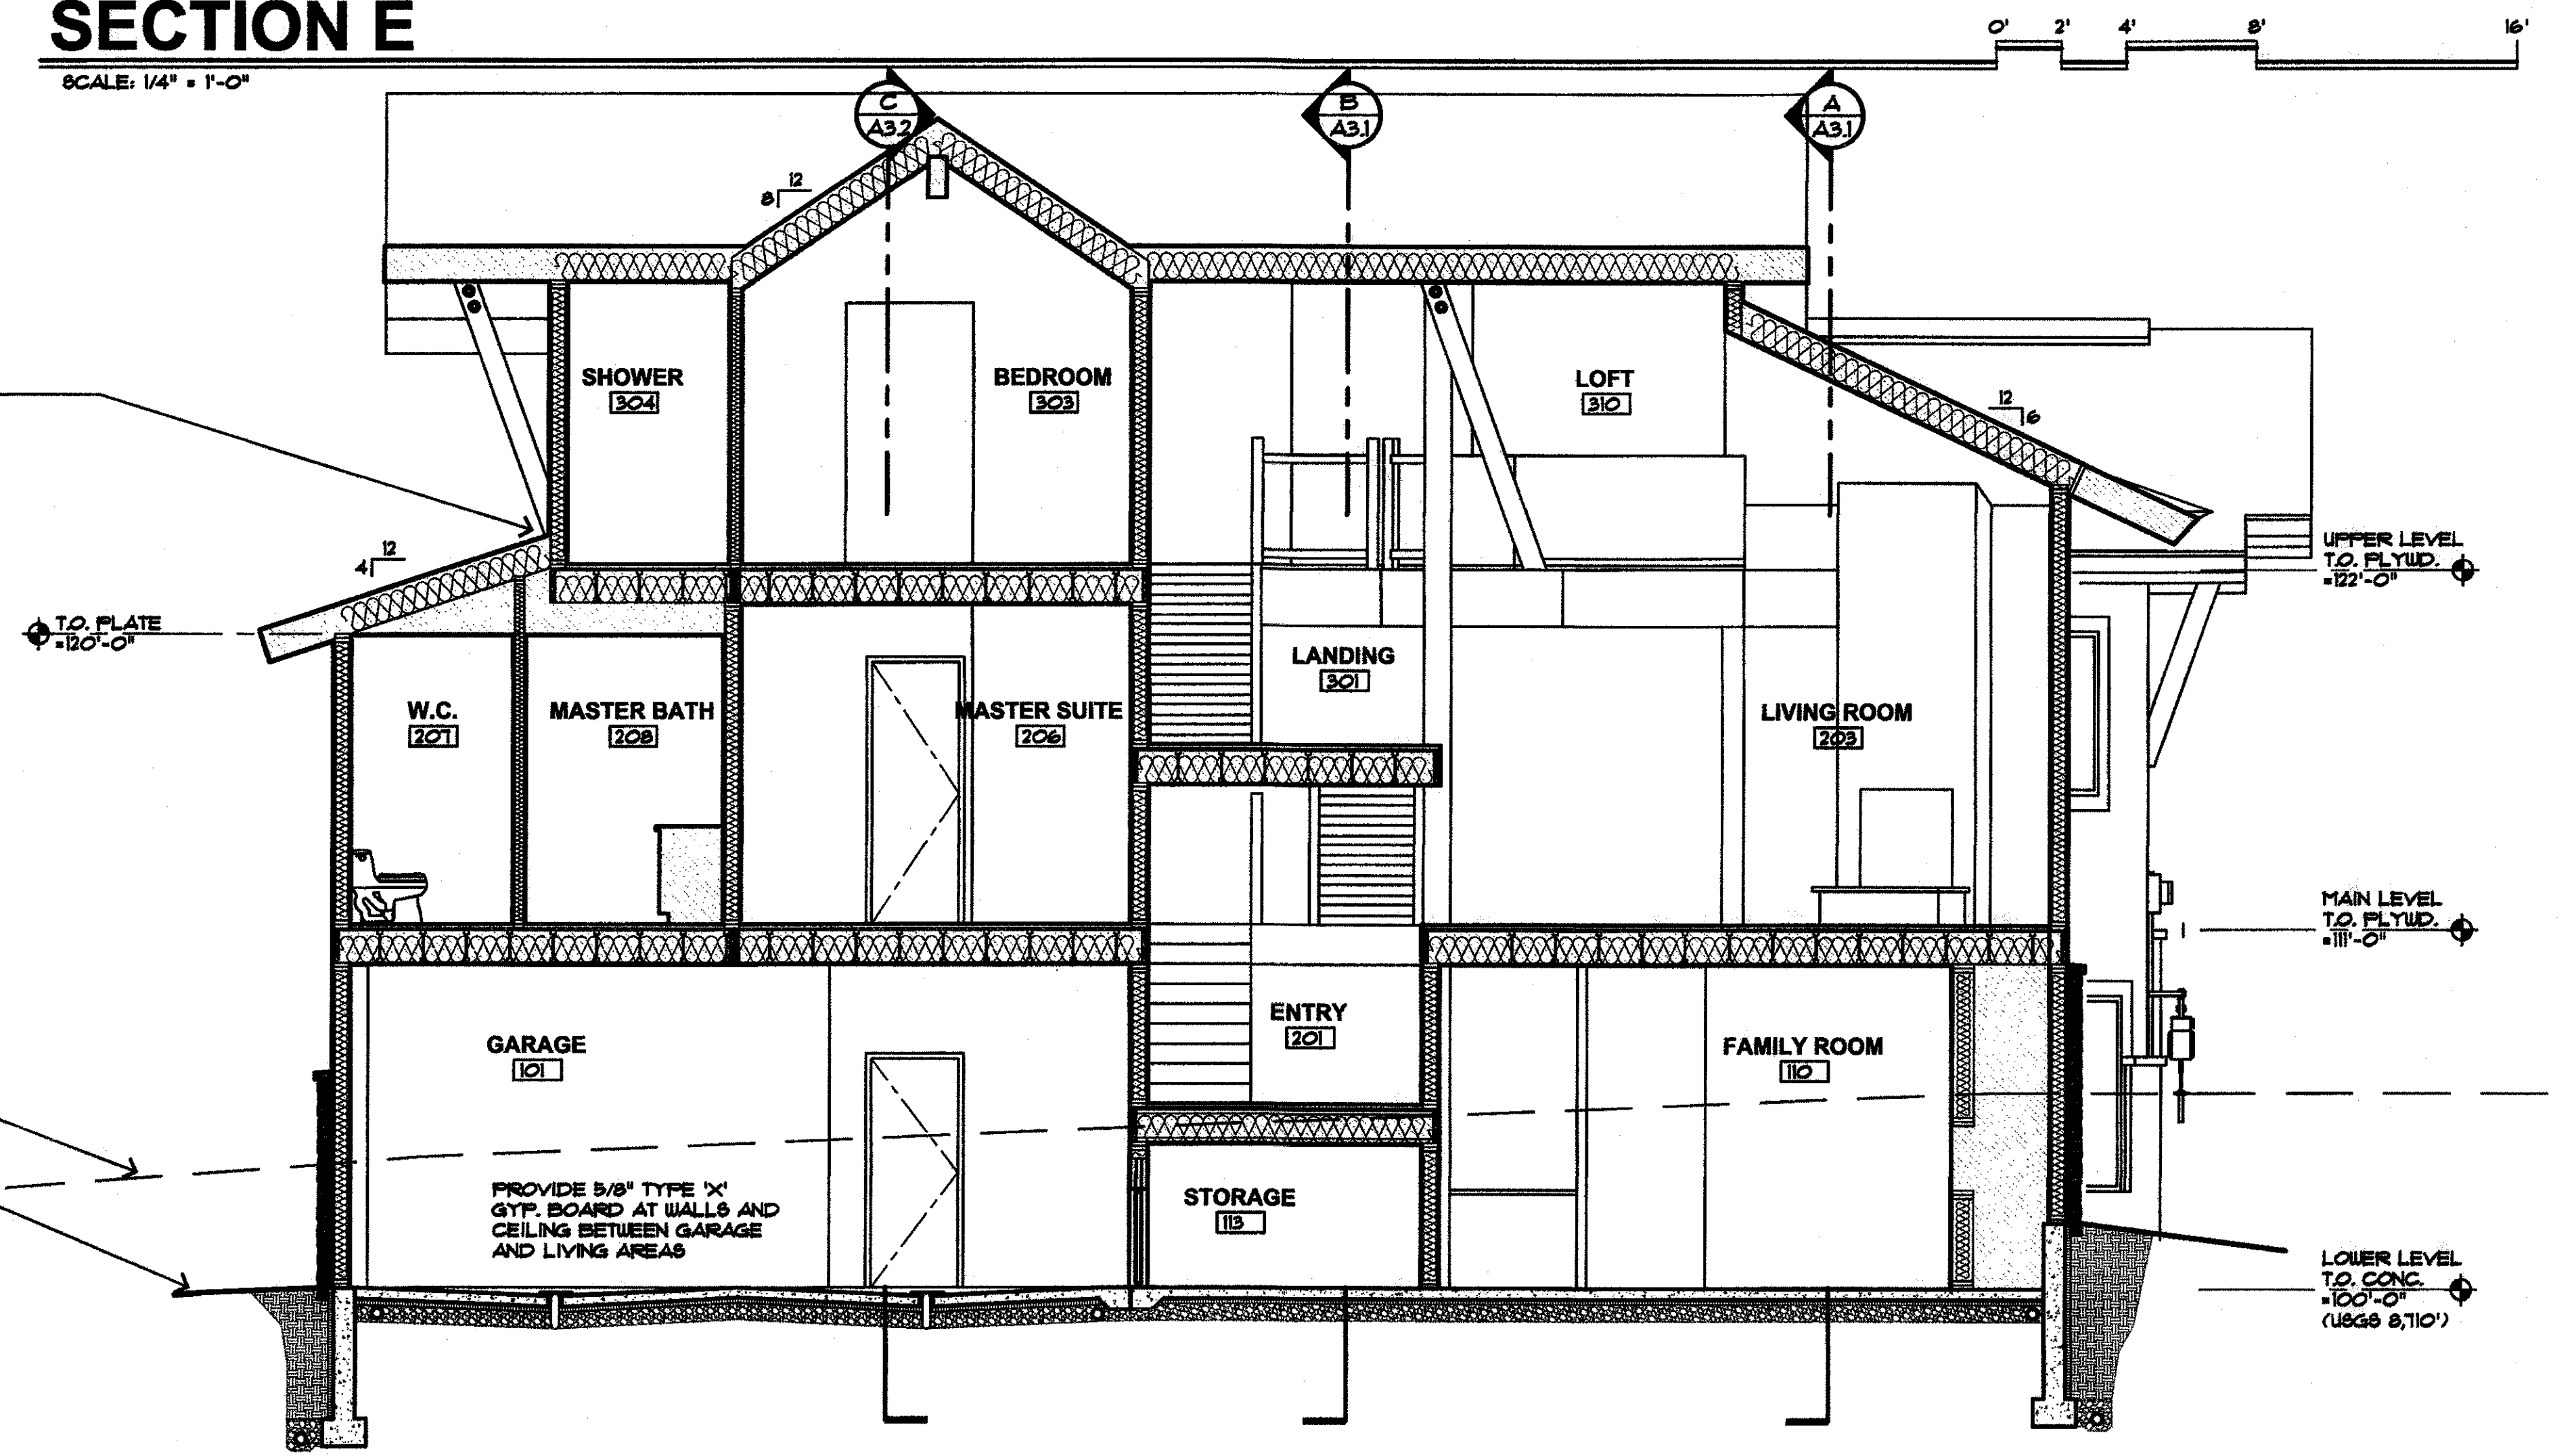 SECTION E
SCALE: 1/4" = 1'-0"
0' 2' 4' 8' 16'
C
A3.2
B
A3.1
A
A3.1
12
8
SHOWER
304
BEDROOM
303
LOFT
310
12
6
12
4
UPPER LEVEL
T.O. PLYWD.
=122'-0"
T.O. PLATE
=120'-0"
LANDING
301
W.C.
207
MASTER BATH
208
MASTER SUITE
206
LIVING ROOM
203
MAIN LEVEL
T.O. PLYWD.
=111'-0"
ENTRY
201
GARAGE
101
FAMILY ROOM
110
PROVIDE 5/8" TYPE 'X'
GYP. BOARD AT WALLS AND
CEILING BETWEEN GARAGE
AND LIVING AREAS
STORAGE
113
LOWER LEVEL
T.O. CONC.
=100'-0"
(USGS 8,710')